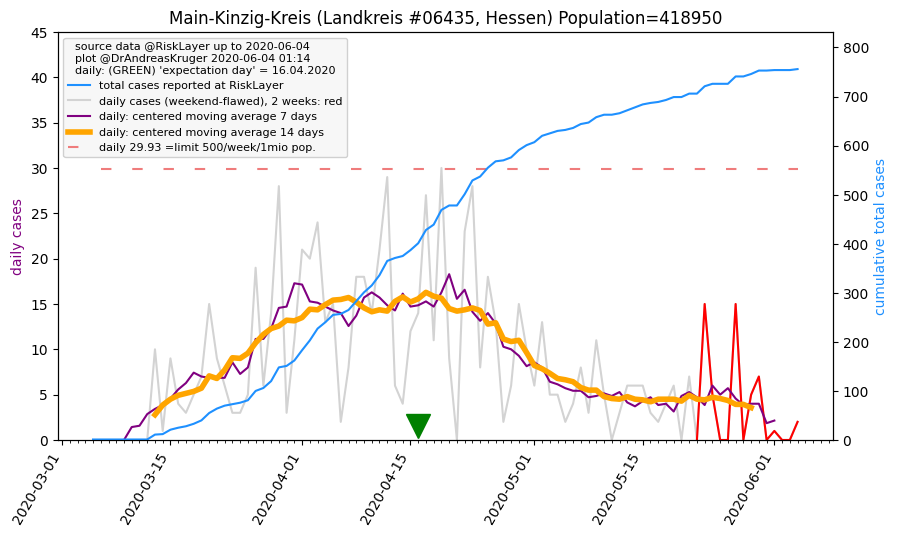 Main-Kinzig-Kreis (Landkreis #06435, Hessen) Population=418950
source data @RiskLayer up to 2020-06-04
plot @DrAndreasKruger 2020-06-04 01:14
daily: (GREEN) 'expectation day' = 16.04.2020
total cases reported at RiskLayer
daily cases (weekend-flawed), 2 weeks: red
daily: centered moving average 7 days
daily: centered moving average 14 days
daily 29.93 =limit 500/week/1mio pop.
daily cases
45
40
35
30
25
20
15
10
5
0
cumulative total cases
800
700
600
500
400
300
200
100
0
2020-03-01
2020-03-15
2020-04-01
2020-04-15
2020-05-01
2020-05-15
2020-06-01